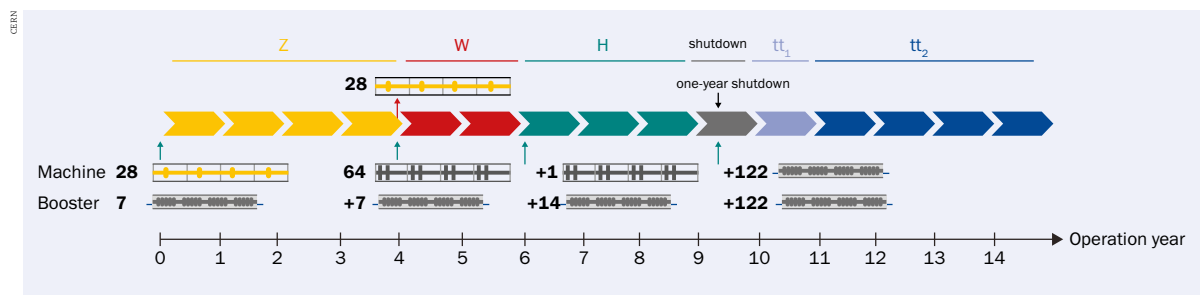 CERN
Z W H shutdown tt1 tt2
28 one-year shutdown
Machine 28 64 +1 +122
Booster 7 +7 +14 +122
0 1 2 3 4 5 6 7 8 9 10 11 12 13 14 Operation year